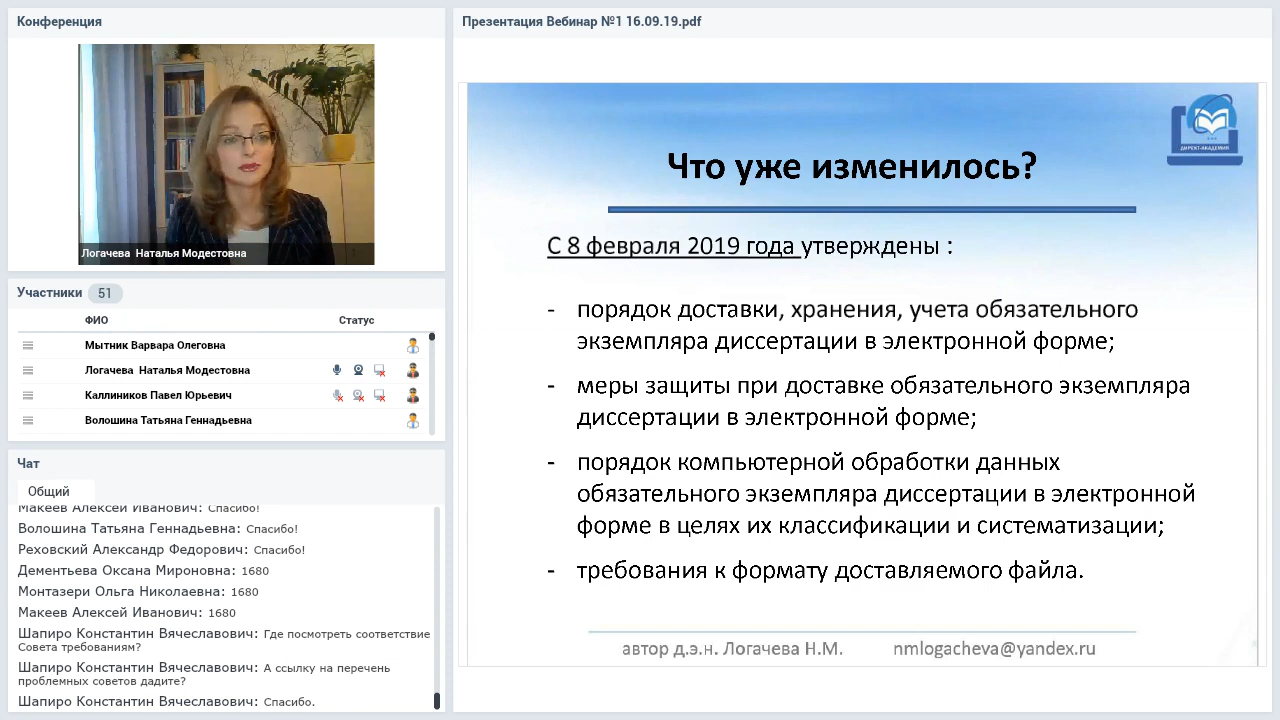 Конференция
Логачева  Наталья Модестовна
Участники 51
ФИО Статус
Мытник Варвара Олеговна
Логачева  Наталья Модестовна
Каллиников Павел Юрьевич
Волошина Татьяна Геннадьевна
Чат
Общий
Макеев Алексей Иванович: Спасибо!
Волошина Татьяна Геннадьевна: Спасибо!
Реховский Александр Федорович: Спасибо!
Дементьева Оксана Мироновна: 1680
Монтазери Ольга Николаевна: 1680
Макеев Алексей Иванович: 1680
Шапиро Константин Вячеславович: Где посмотреть соответствие
Совета требованиям?
Шапиро Константин Вячеславович: А ссылку на перечень
проблемных советов дадите?
Шапиро Константин Вячеславович: Спасибо.
Презентация Вебинар №1 16.09.19.pdf
ДИРЕКТ-АКАДЕМИЯ
Что уже изменилось?
С 8 февраля 2019 года утверждены :
- порядок доставки, хранения, учета обязательного
экземпляра диссертации в электронной форме;
- меры защиты при доставке обязательного экземпляра
диссертации в электронной форме;
- порядок компьютерной обработки данных
обязательного экземпляра диссертации в электронной
форме в целях их классификации и систематизации;
- требования к формату доставляемого файла.
автор д.э.н. Логачева Н.М. nmlogacheva@yandex.ru